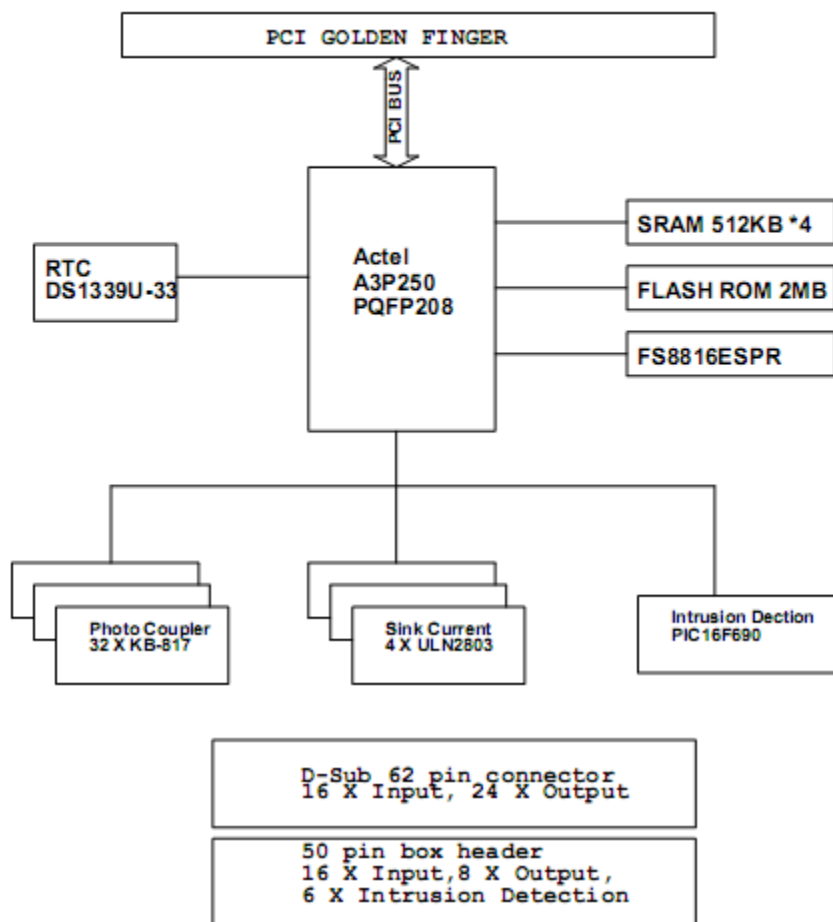 PCI GOLDEN FINGER
PCI BUS
Actel
A3P250
PQFP208
RTC
DS1339U-33
SRAM 512KB *4
FLASH ROM 2MB
FS8816ESPR
Photo Coupler
32 X KB-817
Sink Current
4 X ULN2803
Intrusion Dection
PIC16F690
D-Sub 62 pin connector
16 X Input, 24 X Output
50 pin box header
16 X Input,8 X Output,
6 X Intrusion Detection